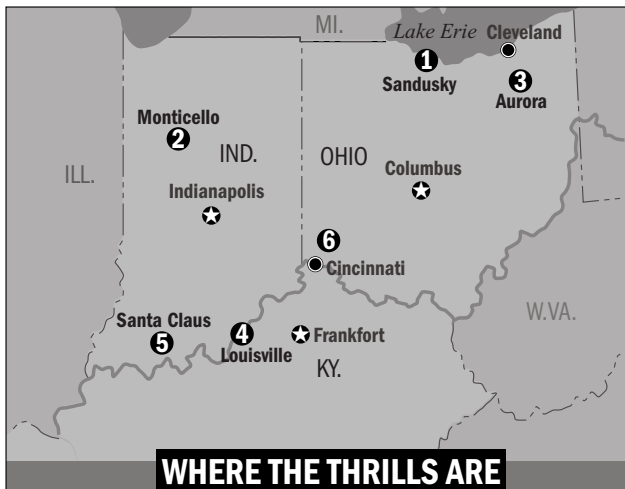 MI.
Lake Erie
Cleveland
1
Sandusky
3
Aurora
Monticello
2
IND.
OHIO
ILL.
Indianapolis
Columbus
6
Cincinnati
W.VA.
Santa Claus
5
4
Louisville
Frankfort
KY.
WHERE THE THRILLS ARE